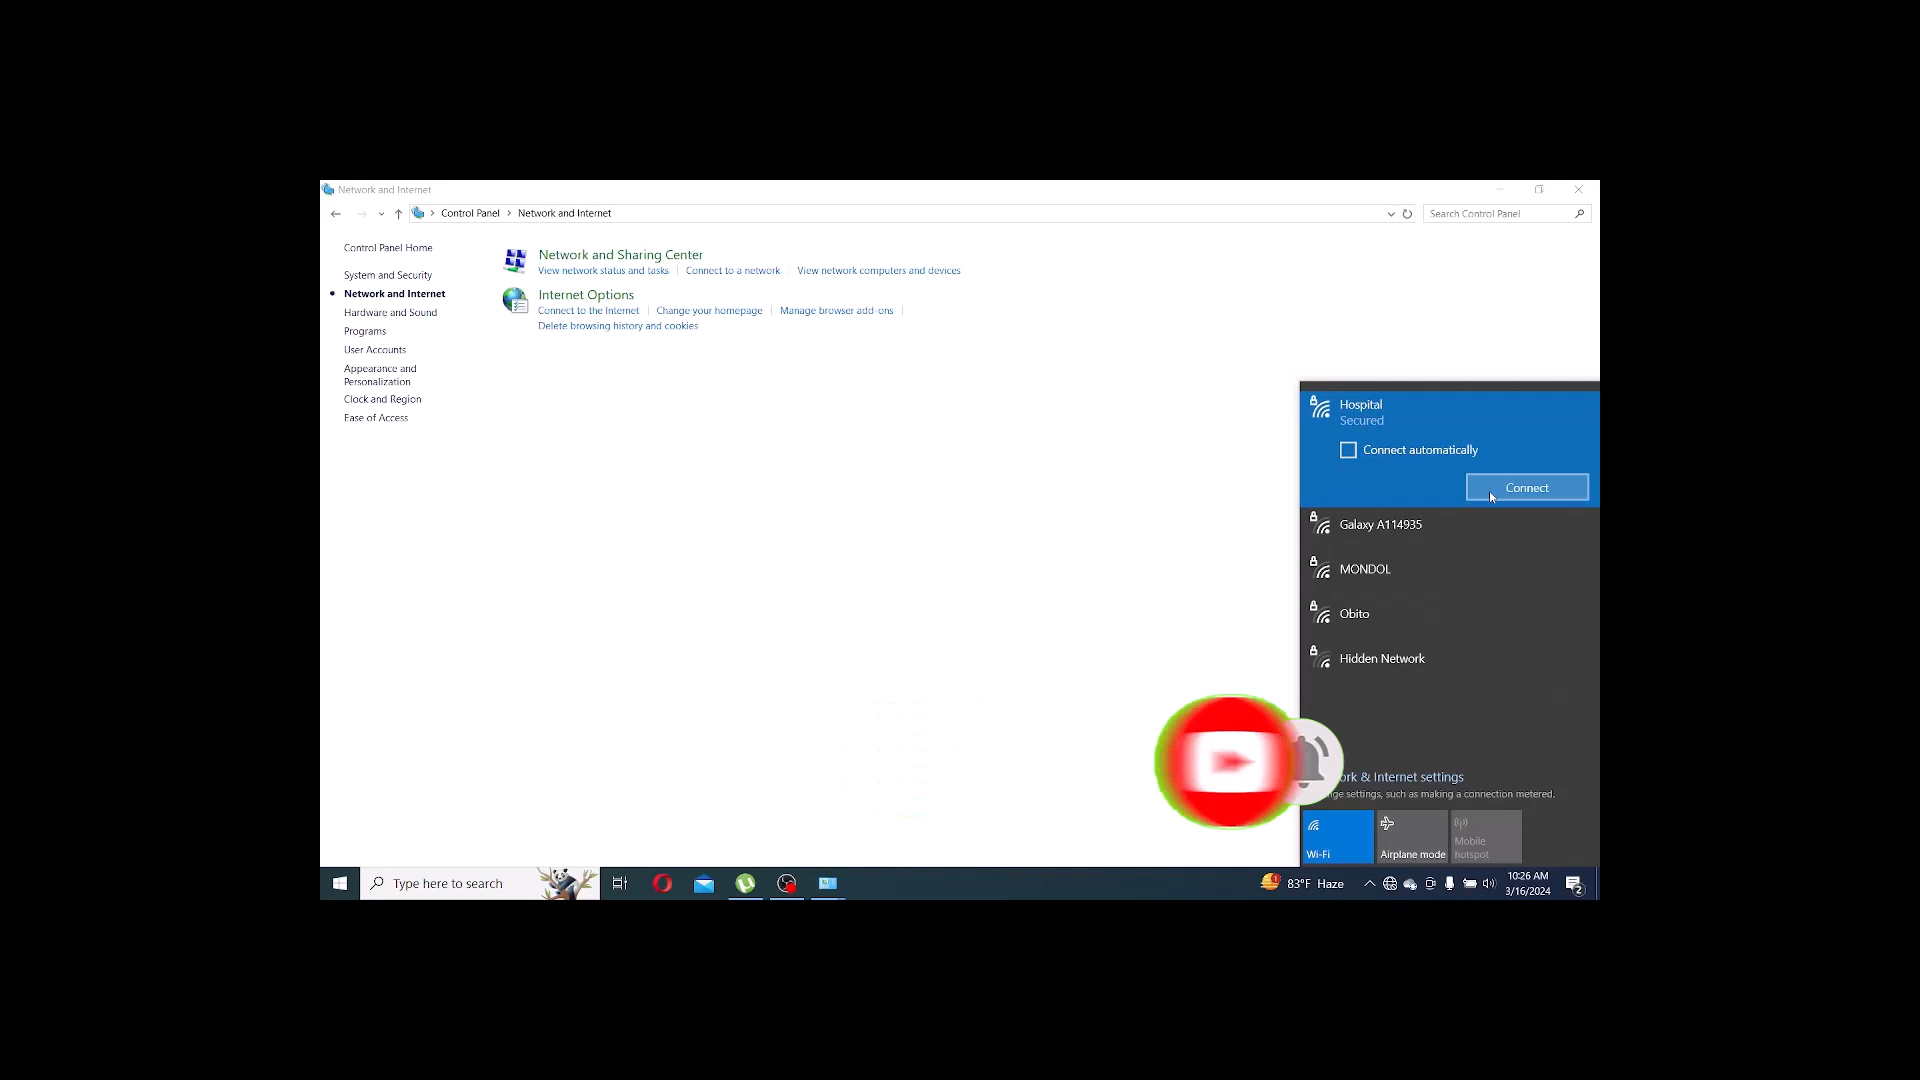 Network and Internet
Control Panel > Network and Internet
Search Control Panel
Control Panel Home
System and Security
Network and Internet
Hardware and Sound
Programs
User Accounts
Appearance and
Personalization
Clock and Region
Ease of Access
Network and Sharing Center
View network status and tasks | Connect to a network | View network computers and devices
Internet Options
Connect to the Internet | Change your homepage | Manage browser add-ons |
Delete browsing history and cookies
Hospital
Secured
Connect automatically
Connect
Galaxy A114935
MONDOL
Obito
Hidden Network
& Internet settings
settings, such as making a connection metered.
Wi-Fi
Airplane mode
Mobile
hotspot
Type here to search
83°F Haze
10:26 AM
3/16/2024
2